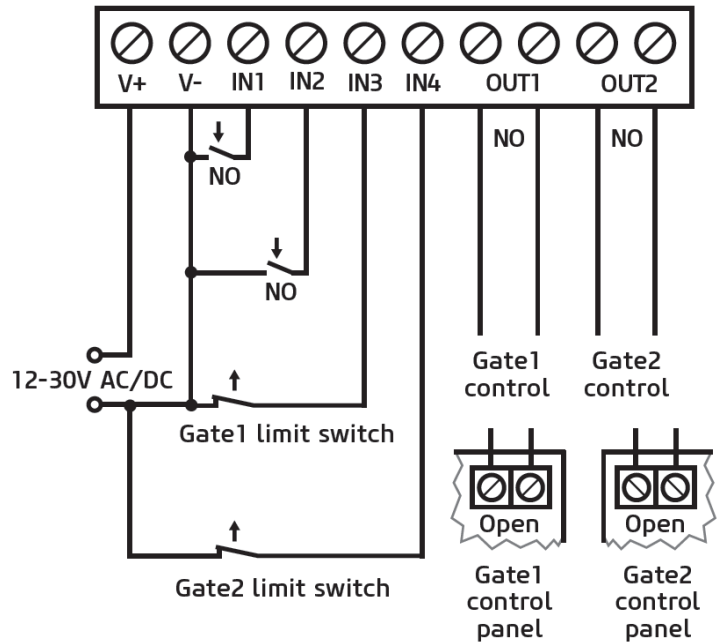 V+ V- IN1 IN2 IN3 IN4 OUT1 OUT2
NO NO
NO
NO
12-30V AC/DC
Gate1 limit switch
Gate2 limit switch
Gate1
control
Gate2
control
Open
Open
Gate1
control
panel
Gate2
control
panel